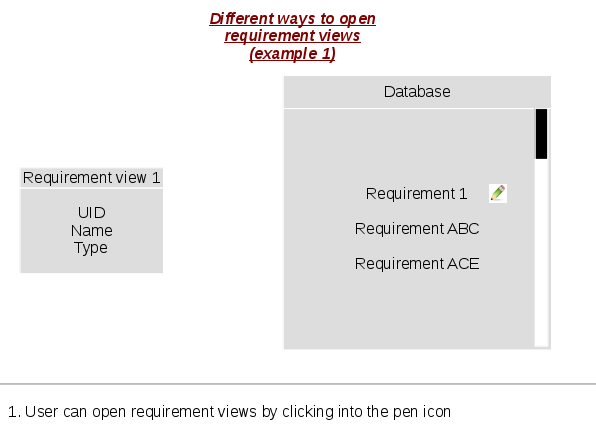 Different ways to open
requirement views
(example 1)
Database
Requirement view 1
UID
Name
Type
Requirement 1
Requirement ABC
Requirement ACE
1. User can open requirement views by clicking into the pen icon